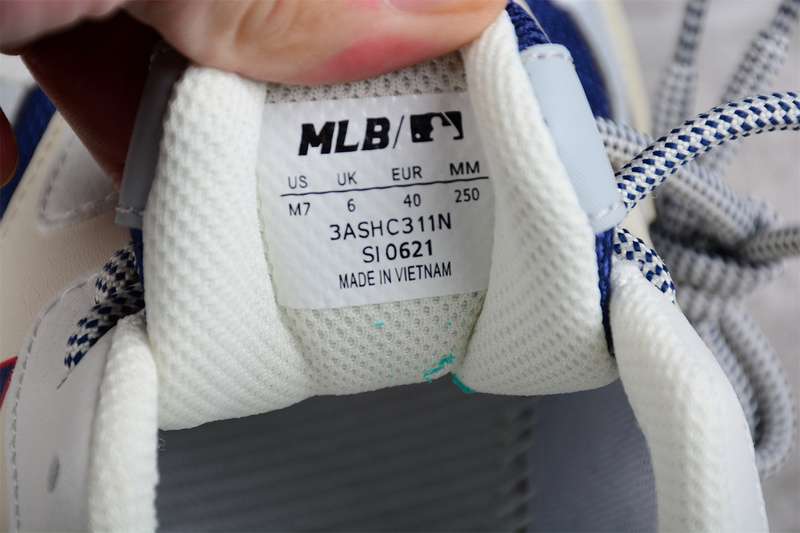 MLB/
US UK EUR MM
M7 6 40 250
3ASHC311N
SI 0621
MADE IN VIETNAM